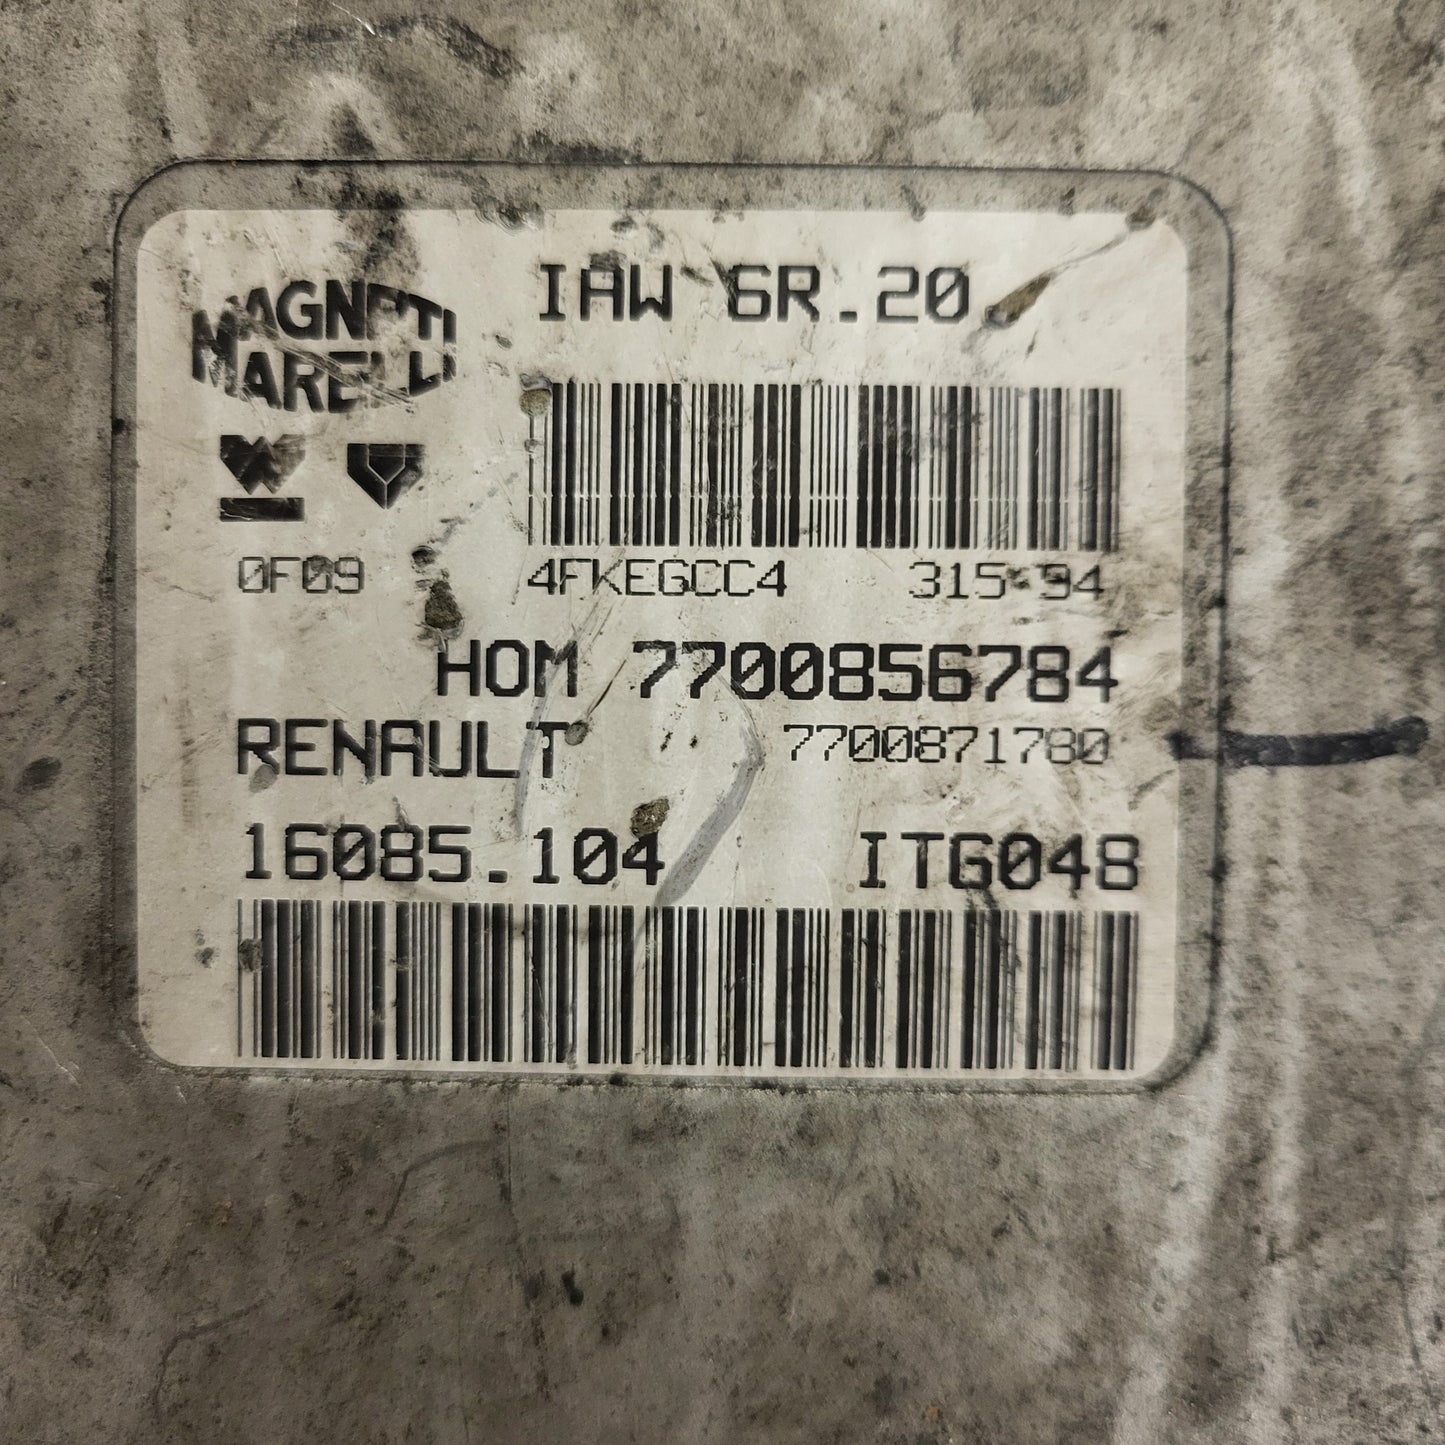 MAGNETI
MARELLI
IAW 6R.20
0F09 4FKEGCC4 315-94
HOM 7700856784
RENAULT 7700871780
16085.104 ITG048